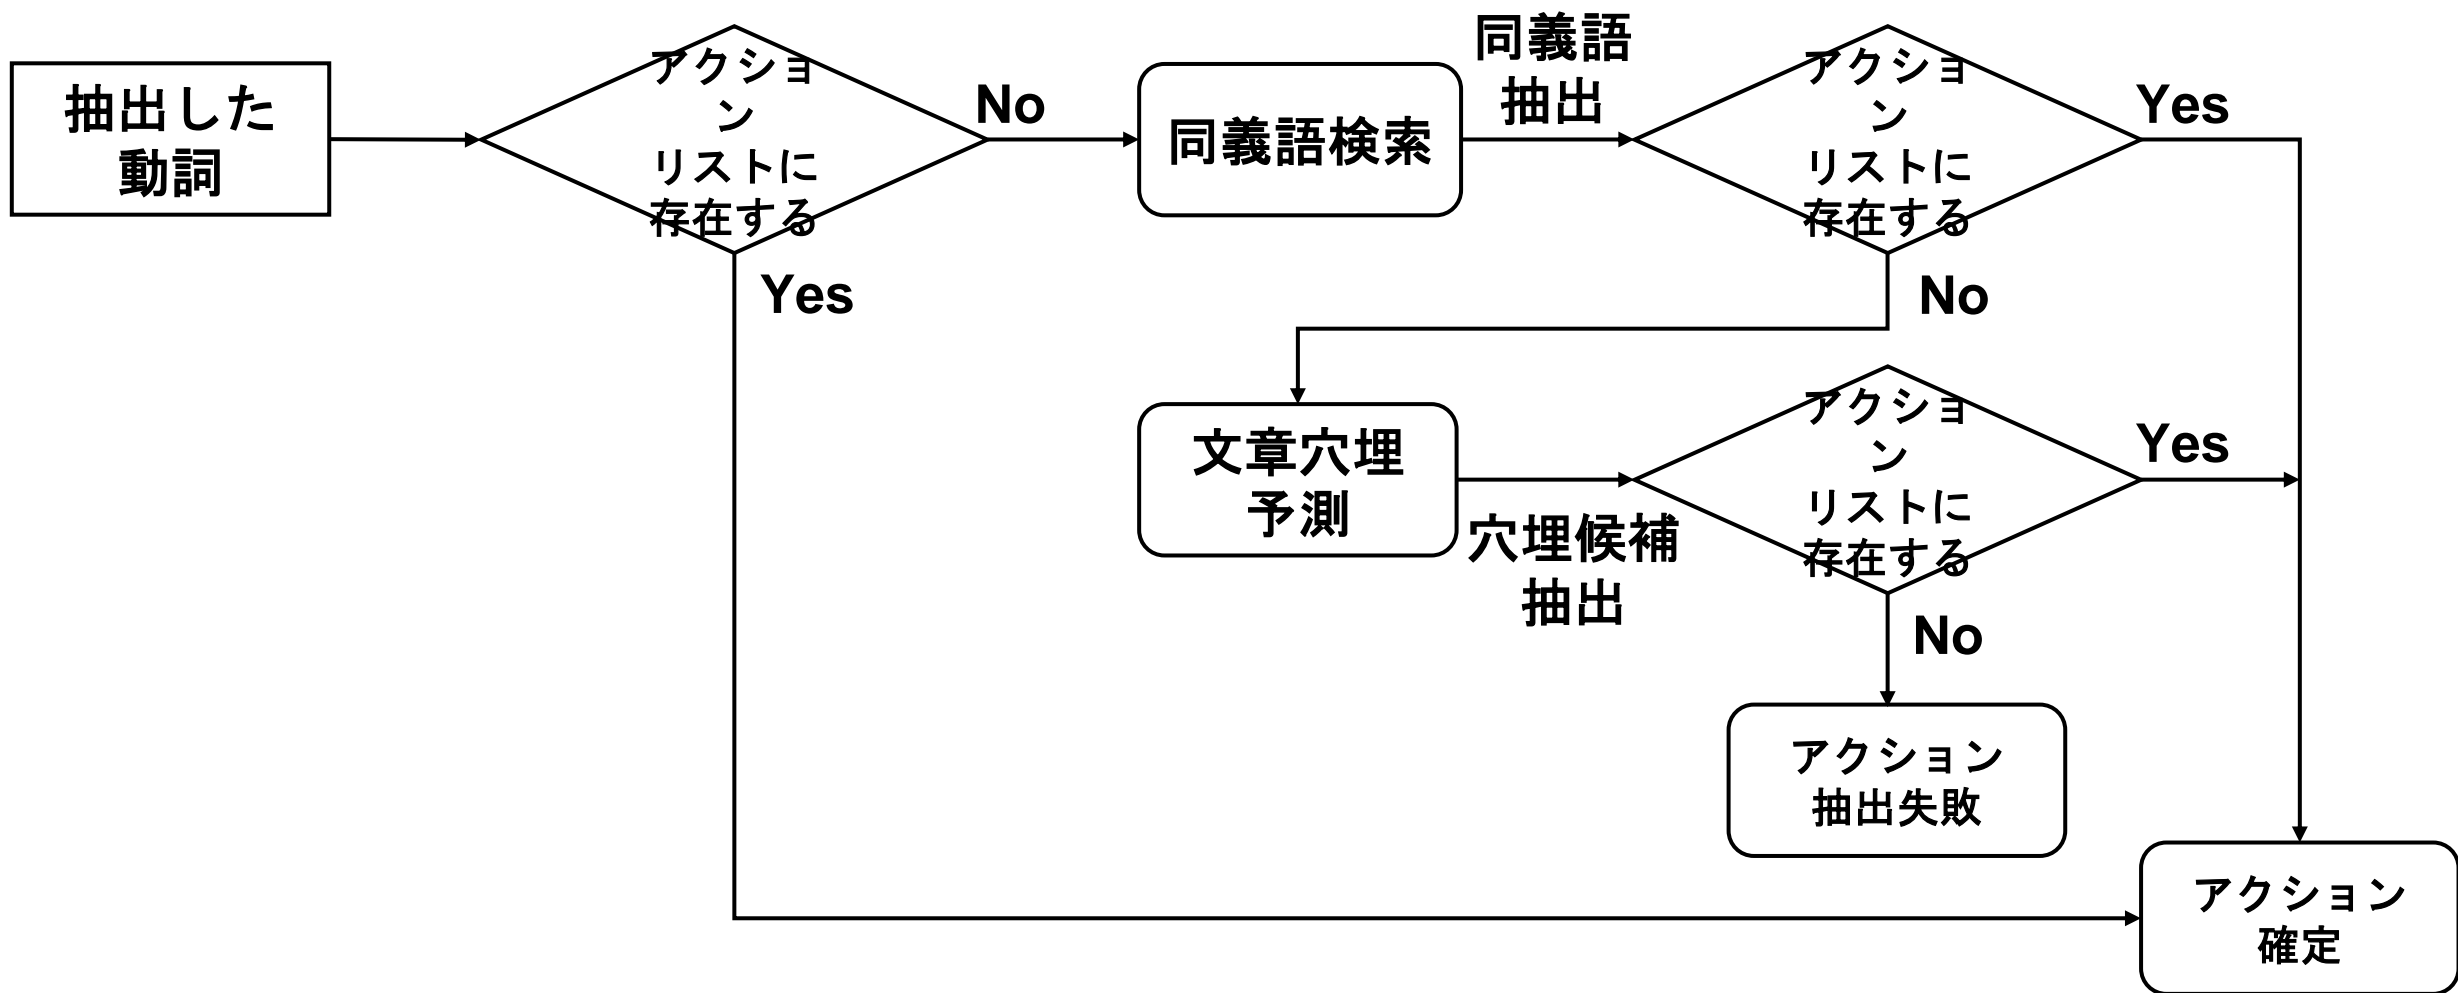 抽出した
動詞
アクショ
ン
リストに
存在する
No
Yes
同義語検索
同義語
抽出
アクショ
ン
リストに
存在する
Yes
No
文章穴埋
予測
穴埋候補
抽出
アクショ
ン
リストに
存在する
Yes
No
アクション
抽出失敗
アクション
確定